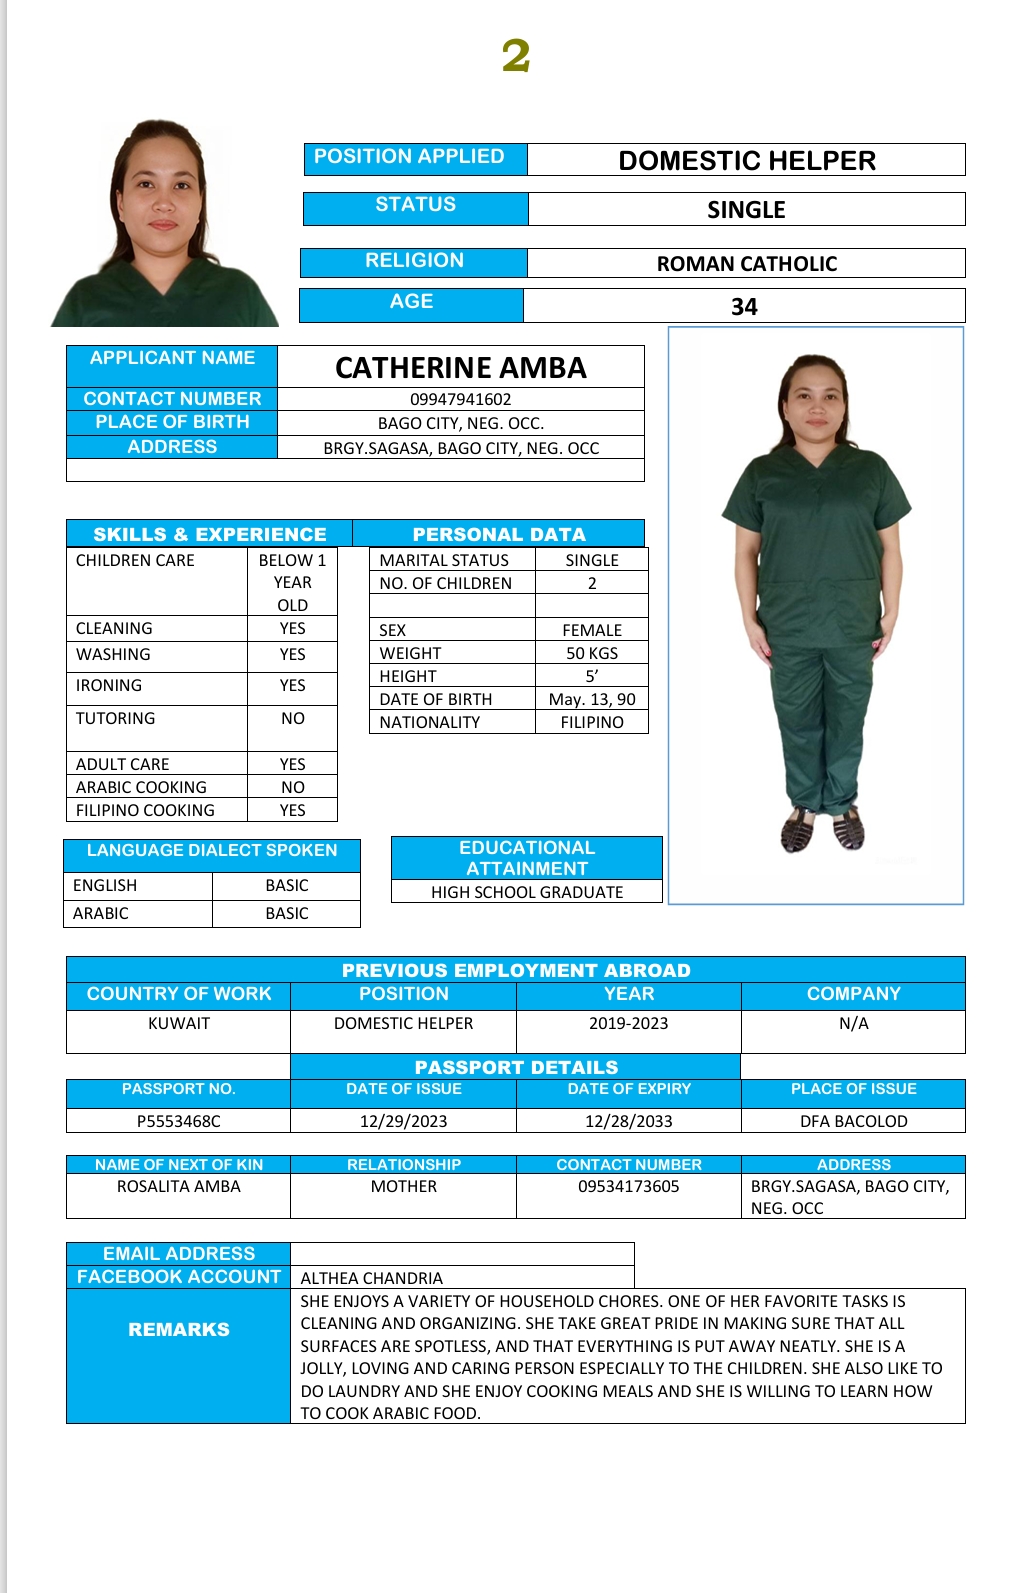 2
POSITION APPLIED DOMESTIC HELPER
STATUS SINGLE
RELIGION ROMAN CATHOLIC
AGE 34
APPLICANT NAME CATHERINE AMBA
CONTACT NUMBER 09947941602
PLACE OF BIRTH BAGO CITY, NEG. OCC.
ADDRESS BRGY.SAGASA, BAGO CITY, NEG. OCC
SKILLS & EXPERIENCE PERSONAL DATA
CHILDREN CARE BELOW 1
YEAR
OLD
CLEANING YES
WASHING YES
IRONING YES
TUTORING NO
ADULT CARE YES
ARABIC COOKING NO
FILIPINO COOKING YES
MARITAL STATUS SINGLE
NO. OF CHILDREN 2
SEX FEMALE
WEIGHT 50 KGS
HEIGHT 5’
DATE OF BIRTH May. 13, 90
NATIONALITY FILIPINO
LANGUAGE DIALECT SPOKEN
ENGLISH BASIC
ARABIC BASIC
EDUCATIONAL
ATTAINMENT
HIGH SCHOOL GRADUATE
PREVIOUS EMPLOYMENT ABROAD
COUNTRY OF WORK POSITION YEAR COMPANY
KUWAIT DOMESTIC HELPER 2019-2023 N/A
PASSPORT DETAILS
PASSPORT NO. DATE OF ISSUE DATE OF EXPIRY PLACE OF ISSUE
P5553468C 12/29/2023 12/28/2033 DFA BACOLOD
NAME OF NEXT OF KIN RELATIONSHIP CONTACT NUMBER ADDRESS
ROSALITA AMBA MOTHER 09534173605 BRGY.SAGASA, BAGO CITY,
NEG. OCC
EMAIL ADDRESS
FACEBOOK ACCOUNT ALTHEA CHANDRIA
REMARKS
SHE ENJOYS A VARIETY OF HOUSEHOLD CHORES. ONE OF HER FAVORITE TASKS IS
CLEANING AND ORGANIZING. SHE TAKE GREAT PRIDE IN MAKING SURE THAT ALL
SURFACES ARE SPOTLESS, AND THAT EVERYTHING IS PUT AWAY NEATLY. SHE IS A
JOLLY, LOVING AND CARING PERSON ESPECIALLY TO THE CHILDREN. SHE ALSO LIKE TO
DO LAUNDRY AND SHE ENJOY COOKING MEALS AND SHE IS WILLING TO LEARN HOW
TO COOK ARABIC FOOD.